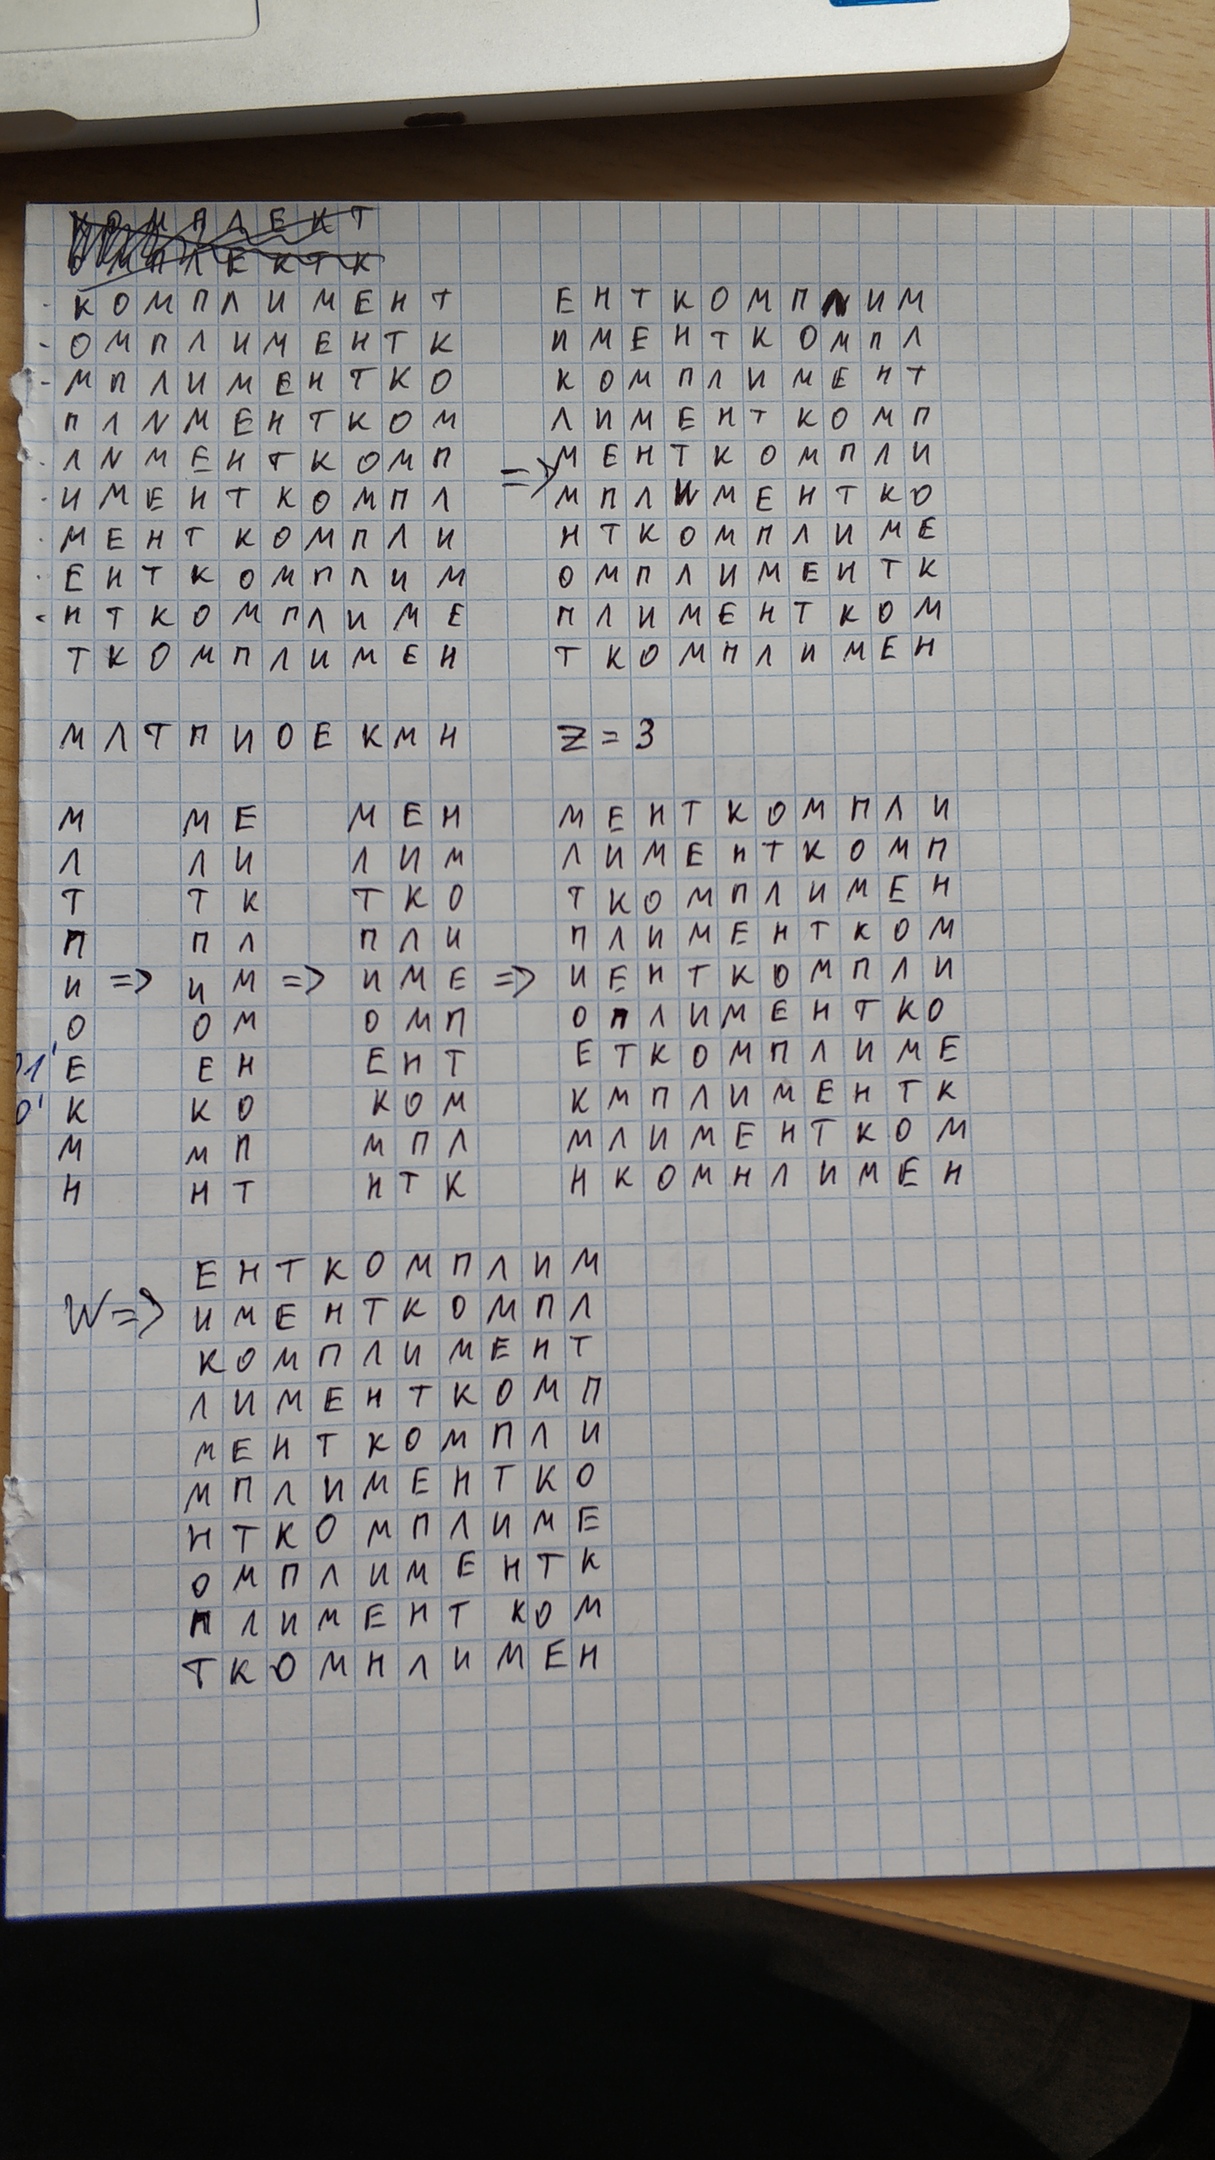 КОМПЛЕКТ
ОМПЛЕКТК
КОМПЛИМЕНТ ЕНТКОМПЛИМ
ОМПЛИМЕНТК ИМЕНТКОМПЛ
МПЛИМЕНТКО КОМПЛИМЕНТ
ПЛИМЕНТКОМ ЛИМЕНТКОМП
ЛИМЕНТКОМП => МЕНТКОМПЛИ
ИМЕНТКОМПЛ МПЛИМЕНТКО
МЕНТКОМПЛИ НТКОМПЛИМЕ
ЕНТКОМПЛИМ ОМПЛИМЕНТК
НТКОМПЛИМЕ ПЛИМЕНТКОМ
ТКОМПЛИМЕН ТКОМПЛИМЕН
МЛТПИОЕКМН Z = 3
М МЕ МЕН МЕНТКОМПЛИ
Л ЛИ ЛИМ ЛИМЕНТКОМП
Т ТК ТКО ТКОМПЛИМЕН
П ПЛ ПЛИ ПЛИМЕНТКОМ
И => ИМ => ИМЕ => ИЕНТКОМПЛИ
О ОМ ОМП ОПЛИМЕНТКО
Е ЕН ЕНТ ЕТКОМПЛИМЕ
К КО КОМ КМПЛИМЕНТК
М МП МПЛ МЛИМЕНТКОМ
Н НТ НТК НКОМНЛИМЕН
ЕНТКОМПЛИМ
W => ИМЕНТКОМПЛ
КОМПЛИМЕНТ
ЛИМЕНТКОМП
МЕНТКОМПЛИ
МПЛИМЕНТКО
НТКОМПЛИМЕ
ОМПЛИМЕНТК
ПЛИМЕНТКОМ
ТКОМНЛИМЕН